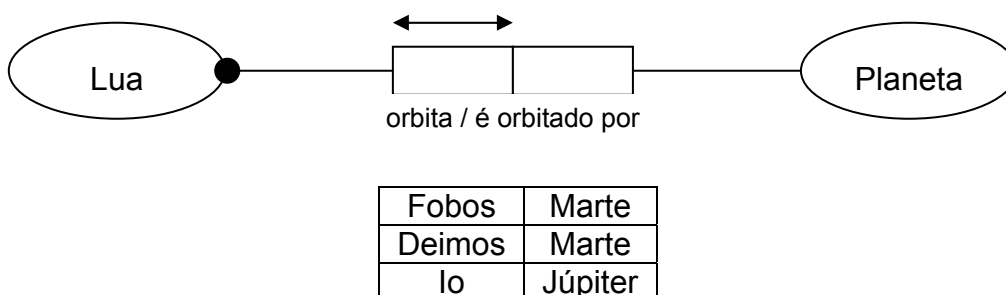 Lua Planeta
orbita / é orbitado por
Fobos Marte
Deimos Marte
Io Júpiter